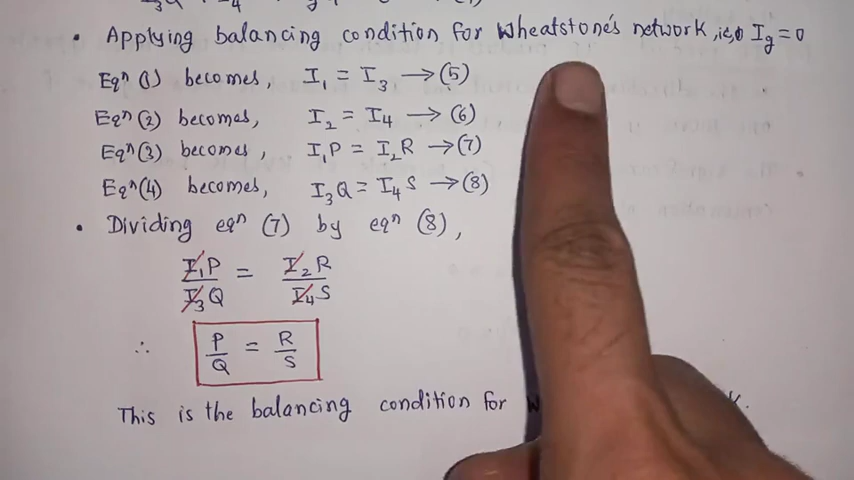 • Applying balancing condition for Wheatstone's network, i.e., Ig = 0
Eqⁿ (1) becomes, I₁ = I₃ → (5)
Eqⁿ (2) becomes, I₂ = I₄ → (6)
Eqⁿ (3) becomes, I₁P = I₂R → (7)
Eqⁿ (4) becomes, I₃Q = I₄S → (8)
• Dividing eqⁿ (7) by eqⁿ (8),
I₁P/I₃Q = I₂R/I₄S
∴ P/Q = R/S
This is the balancing condition for